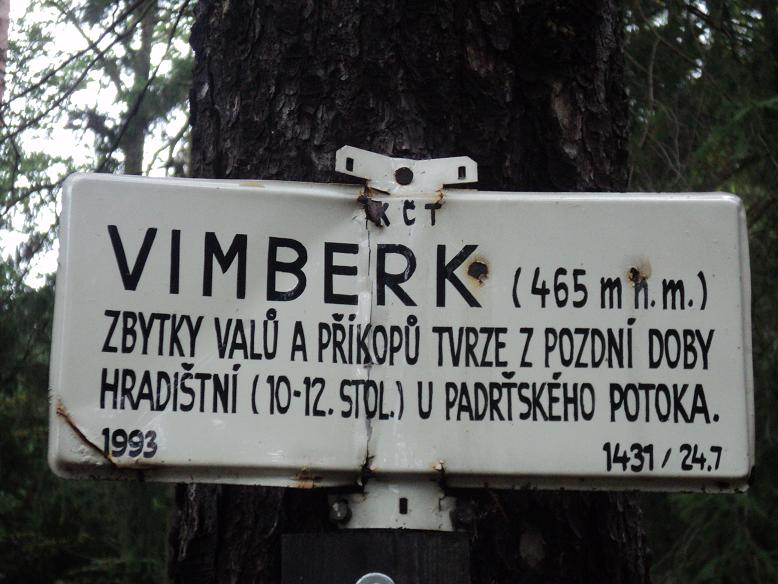 KČT
VIMBERK (465 m n.m.)
ZBYTKY VALŮ A PŘÍKOPŮ TVRZE Z POZDNÍ DOBY
HRADIŠTNÍ (10-12. STOL.) U PADRŤSKÉHO POTOKA.
1993 1431 / 24.7